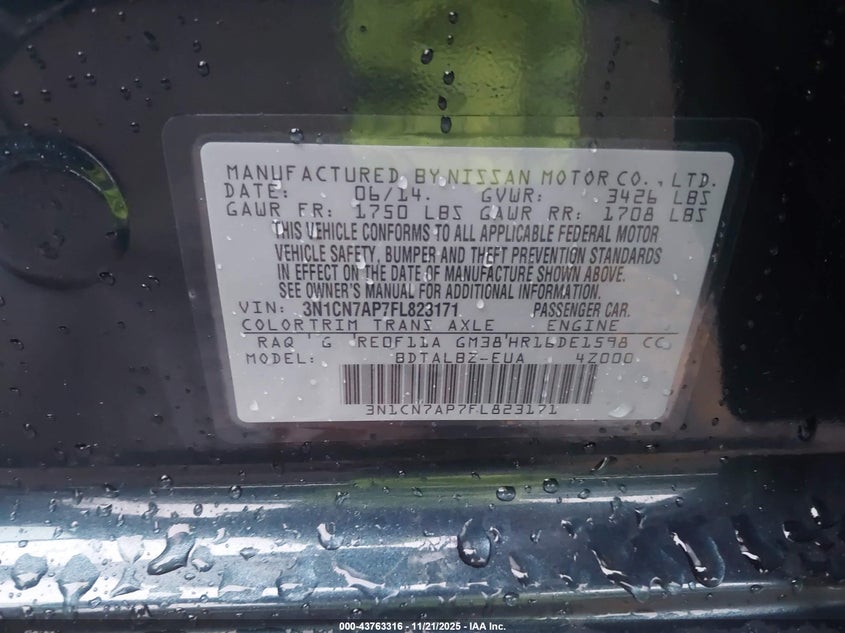 MANUFACTURED BY NISSAN MOTOR CO., LTD.
DATE: 06/14. GVWR: 3426 LBS
GAWR FR: 1750 LBS GAWR RR: 1708 LBS
THIS VEHICLE CONFORMS TO ALL APPLICABLE FEDERAL MOTOR
VEHICLE SAFETY, BUMPER AND THEFT PREVENTION STANDARDS
IN EFFECT ON THE DATE OF MANUFACTURE SHOWN ABOVE.
SEE OWNER'S MANUAL FOR ADDITIONAL INFORMATION.
VIN: 3N1CN7AP7FL823171 PASSENGER CAR.
COLOR TRIM TRANS AXLE ENGINE
RAQ G RE0F11A GM38 HR16DE1598 CC
MODEL: BDTALBZ-EUA 4Z000
3N1CN7AP7FL823171
000-43763316 - 11/21/2025 - IAA Inc.